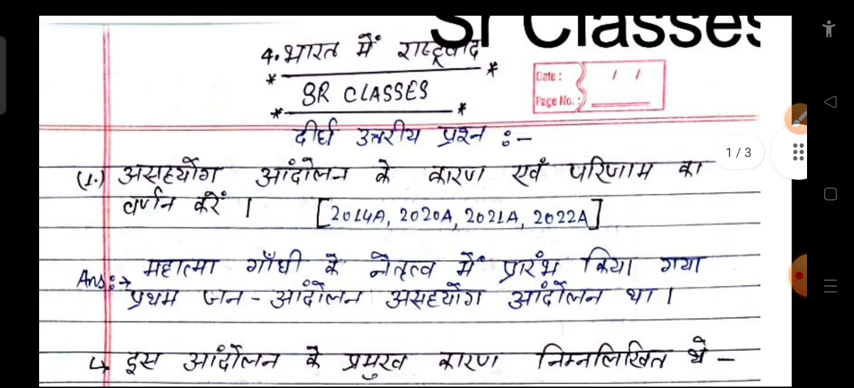 SR Classes
4. भारत में राष्ट्रवाद
SR CLASSES
Date : / /
Page No. :
दीर्घ उत्तरीय प्रश्न :-
1 / 3
(1.) असहयोग आंदोलन के कारण एवं परिणाम का
वर्णन करें । [2014A, 2020A, 2021A, 2022A]
Ans:→ महात्मा गाँधी के नेतृत्व में प्रारंभ किया गया
प्रथम जन-आंदोलन असहयोग आंदोलन था ।
↳ इस आंदोलन के प्रमुख कारण निम्नलिखित थे -